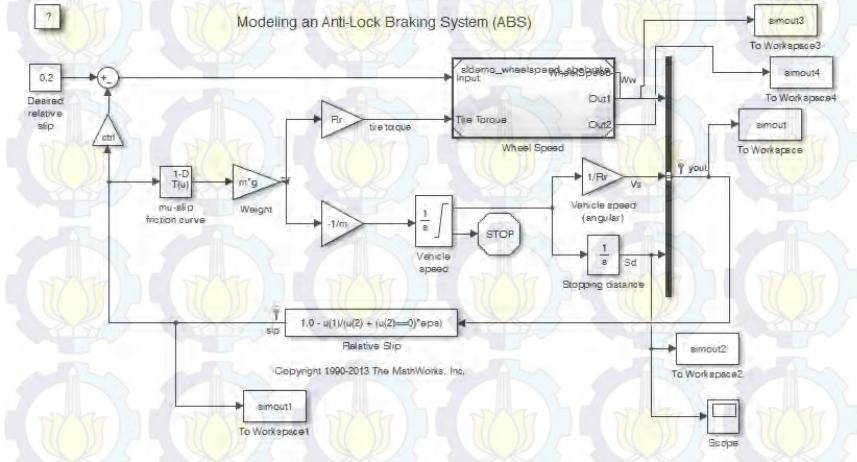 ?
Modeling an Anti-Lock Braking System (ABS)
simout3
To Workspace3
0.2
Desired
relative
slip
+_
ctrl
sldemo_wheelspeed_absbrake
Input
WheelSpeed
Ww
Out1
Out2
Tire Torque
Wheel Speed
simout4
To Workspace4
simout
To Workspace
Rr
tire torque
1-D
T(u)
mu-slip
friction curve
m*g
Ff
Weight
-1/m
1
s
Vehicle
speed
STOP
1/Rr
Vs
Vehicle speed
(angular)
yout
1
s
Sd
Stopping distance
slp
1.0 - u(1)/(u(2) + (u(2)==0)*eps)
Relative Slip
Copyright 1990-2013 The MathWorks, Inc.
simout2
To Workspace2
simout1
To Workspace1
Scope